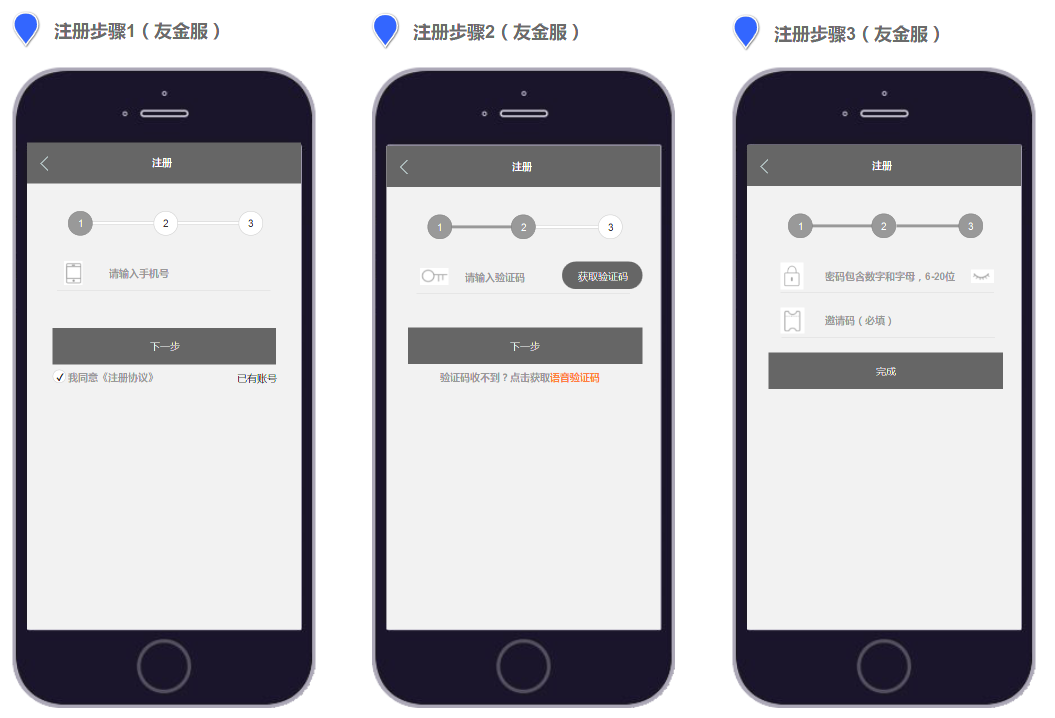 注册步骤1（友金服）
注册
1 2 3
请输入手机号
下一步
我同意《注册协议》 已有账号
注册步骤2（友金服）
注册
1 2 3
请输入验证码 获取验证码
下一步
验证码收不到？点击获取语音验证码
注册步骤3（友金服）
注册
1 2 3
密码包含数字和字母，6-20位
邀请码（必填）
完成